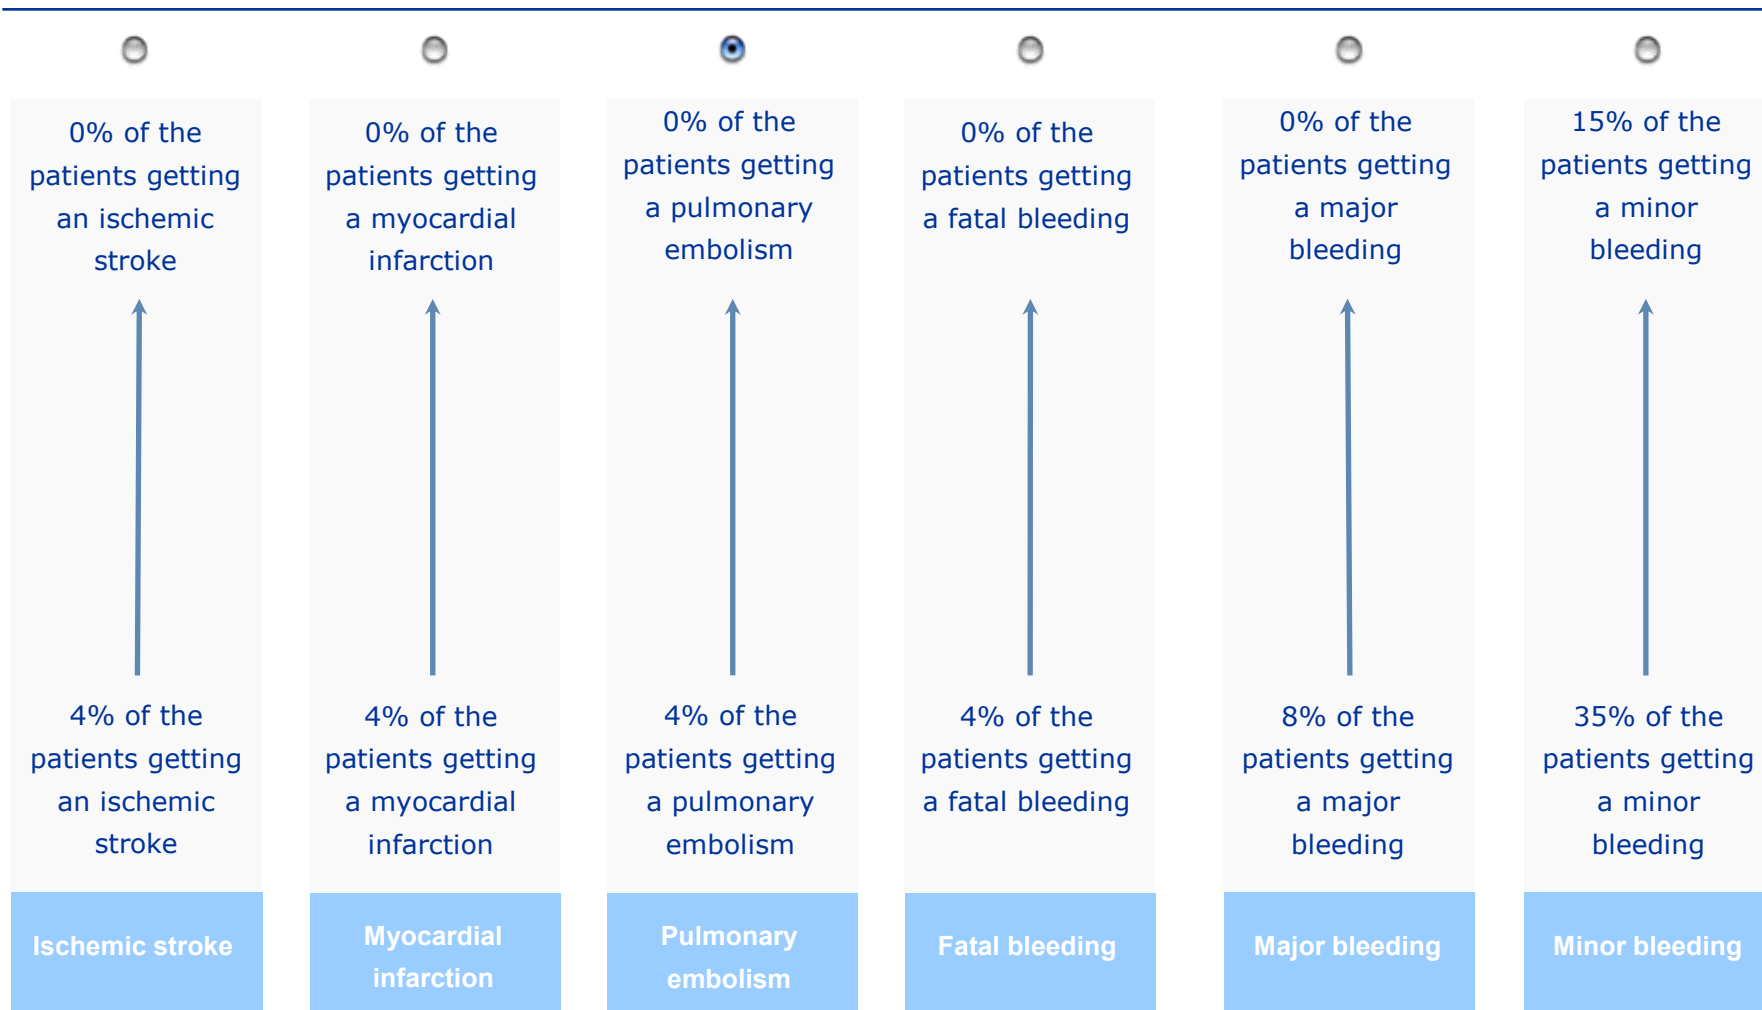 0% of the
patients getting
an ischemic
stroke
4% of the
patients getting
an ischemic
stroke
Ischemic stroke
0% of the
patients getting
a myocardial
infarction
4% of the
patients getting
a myocardial
infarction
Myocardial
infarction
0% of the
patients getting
a pulmonary
embolism
4% of the
patients getting
a pulmonary
embolism
Pulmonary
embolism
0% of the
patients getting
a fatal bleeding
4% of the
patients getting
a fatal bleeding
Fatal bleeding
0% of the
patients getting
a major
bleeding
8% of the
patients getting
a major
bleeding
Major bleeding
15% of the
patients getting
a minor
bleeding
35% of the
patients getting
a minor
bleeding
Minor bleeding